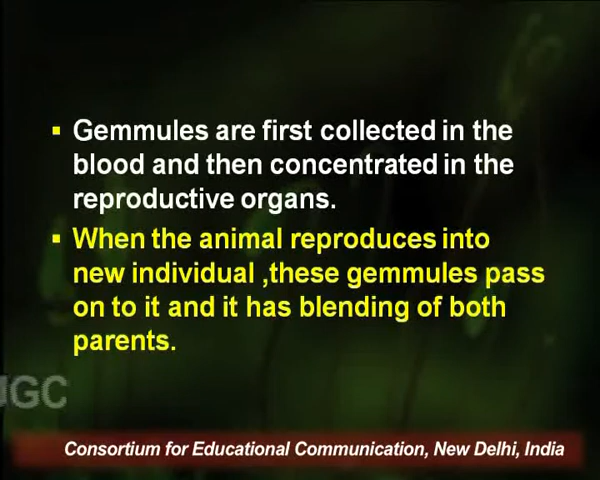 ▪ Gemmules are first collected in the
blood and then concentrated in the
reproductive organs.
▪ When the animal reproduces into
new individual ,these gemmules pass
on to it and it has blending of both
parents.
GC
Consortium for Educational Communication, New Delhi, India